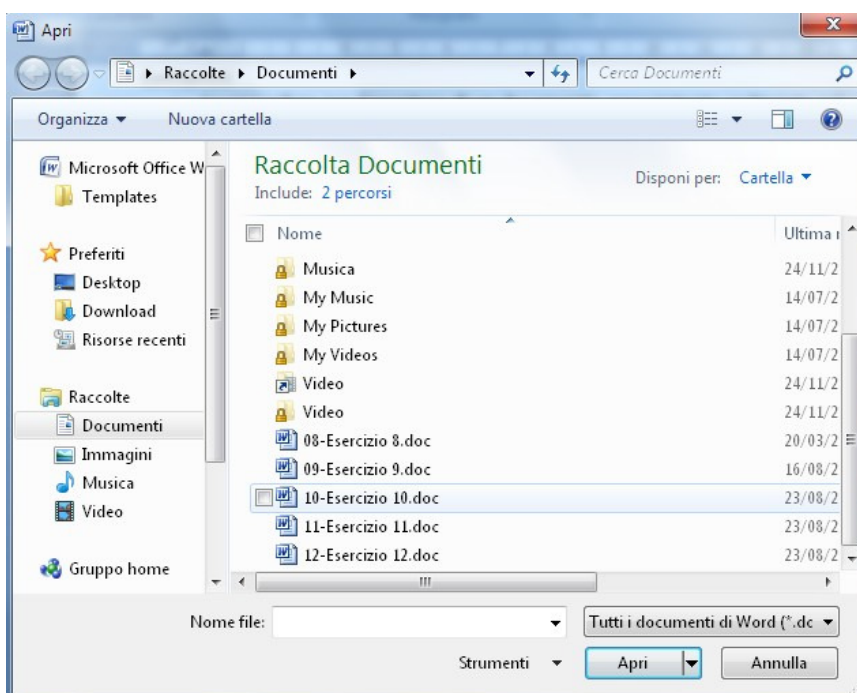 Apri
Raccolte Documenti
Cerca Documenti
Organizza Nuova cartella
Microsoft Office W
Templates
Preferiti
Desktop
Download
Risorse recenti
Raccolte
Documenti
Immagini
Musica
Video
Gruppo home
Raccolta Documenti
Include: 2 percorsi
Disponi per: Cartella
Nome Ultima
Musica 24/11/2
My Music 14/07/2
My Pictures 14/07/2
My Videos 14/07/2
Video 24/11/2
Video 24/11/2
08-Esercizio 8.doc 20/03/2
09-Esercizio 9.doc 16/08/2
10-Esercizio 10.doc 23/08/2
11-Esercizio 11.doc 23/08/2
12-Esercizio 12.doc 23/08/2
Nome file: Tutti i documenti di Word (*.dc
Strumenti Apri Annulla